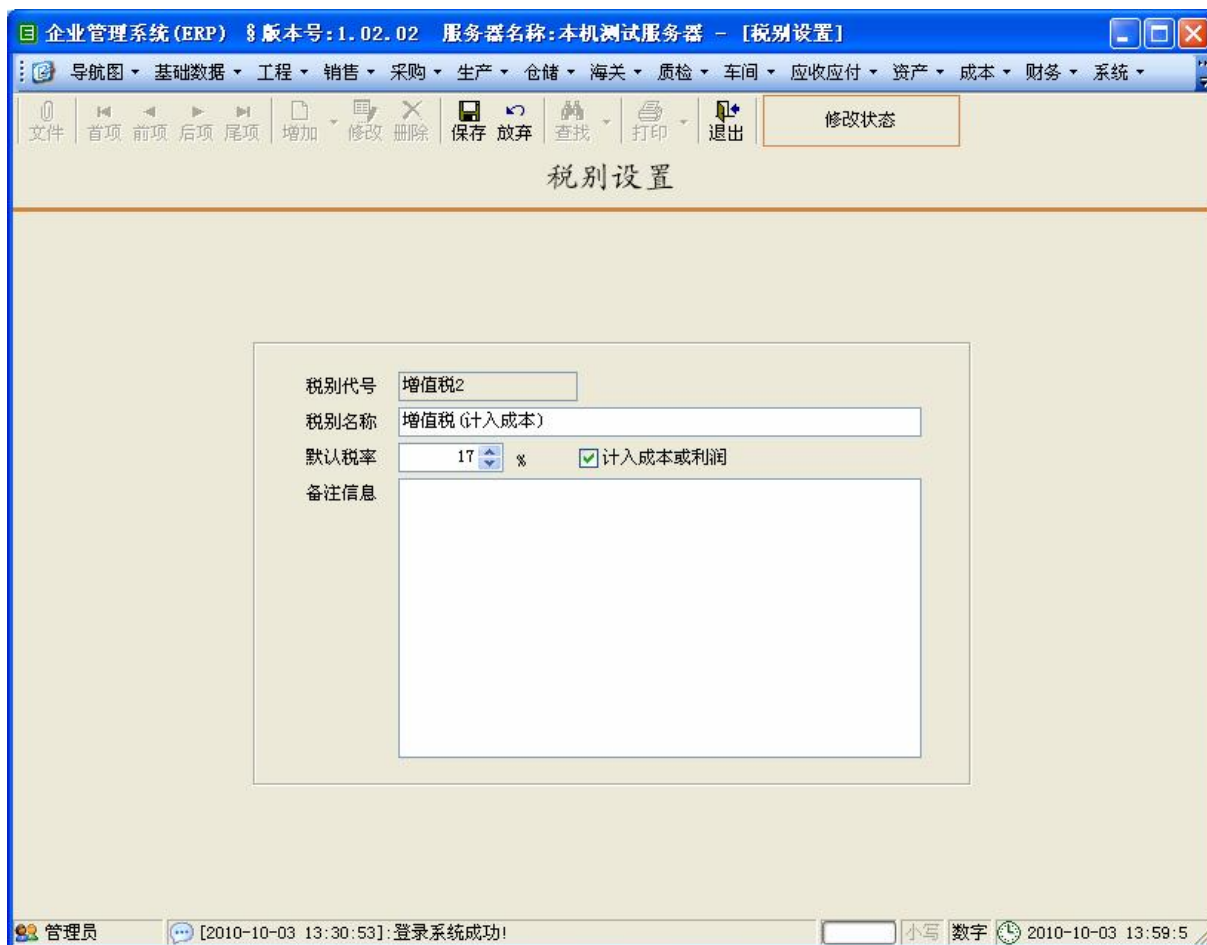 企业管理系统(ERP) §版本号:1.02.02 服务器名称:本机测试服务器 - [税别设置]
导航图 基础数据 工程 销售 采购 生产 仓储 海关 质检 车间 应收应付 资产 成本 财务 系统
文件 首项 前项 后项 尾项 增加 修改 删除 保存 放弃 查找 打印 退出 修改状态
税别设置
税别代号 增值税2
税别名称 增值税(计入成本)
默认税率 17 % 计入成本或利润
备注信息
管理员 [2010-10-03 13:30:53]:登录系统成功! 小写 数字 2010-10-03 13:59:5